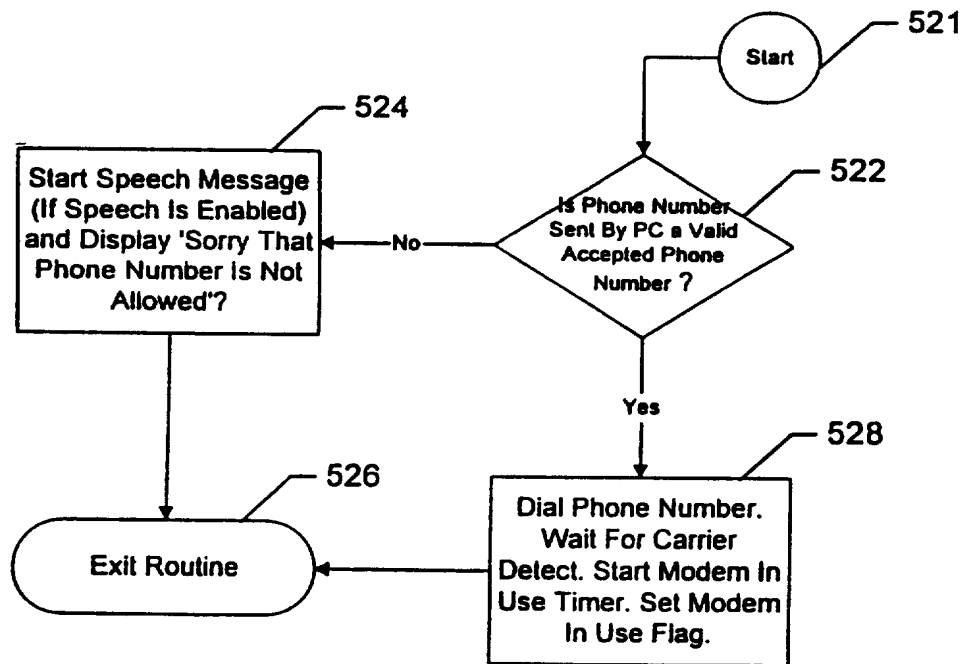 521
Start
524
522
Start Speech Message
(If Speech Is Enabled)
and Display 'Sorry That
Phone Number Is Not
Allowed'?
No
Is Phone Number
Sent By PC a Valid
Accepted Phone
Number ?
Yes
528
526
Exit Routine
Dial Phone Number.
Wait For Carrier
Detect. Start Modem In
Use Timer. Set Modem
In Use Flag.